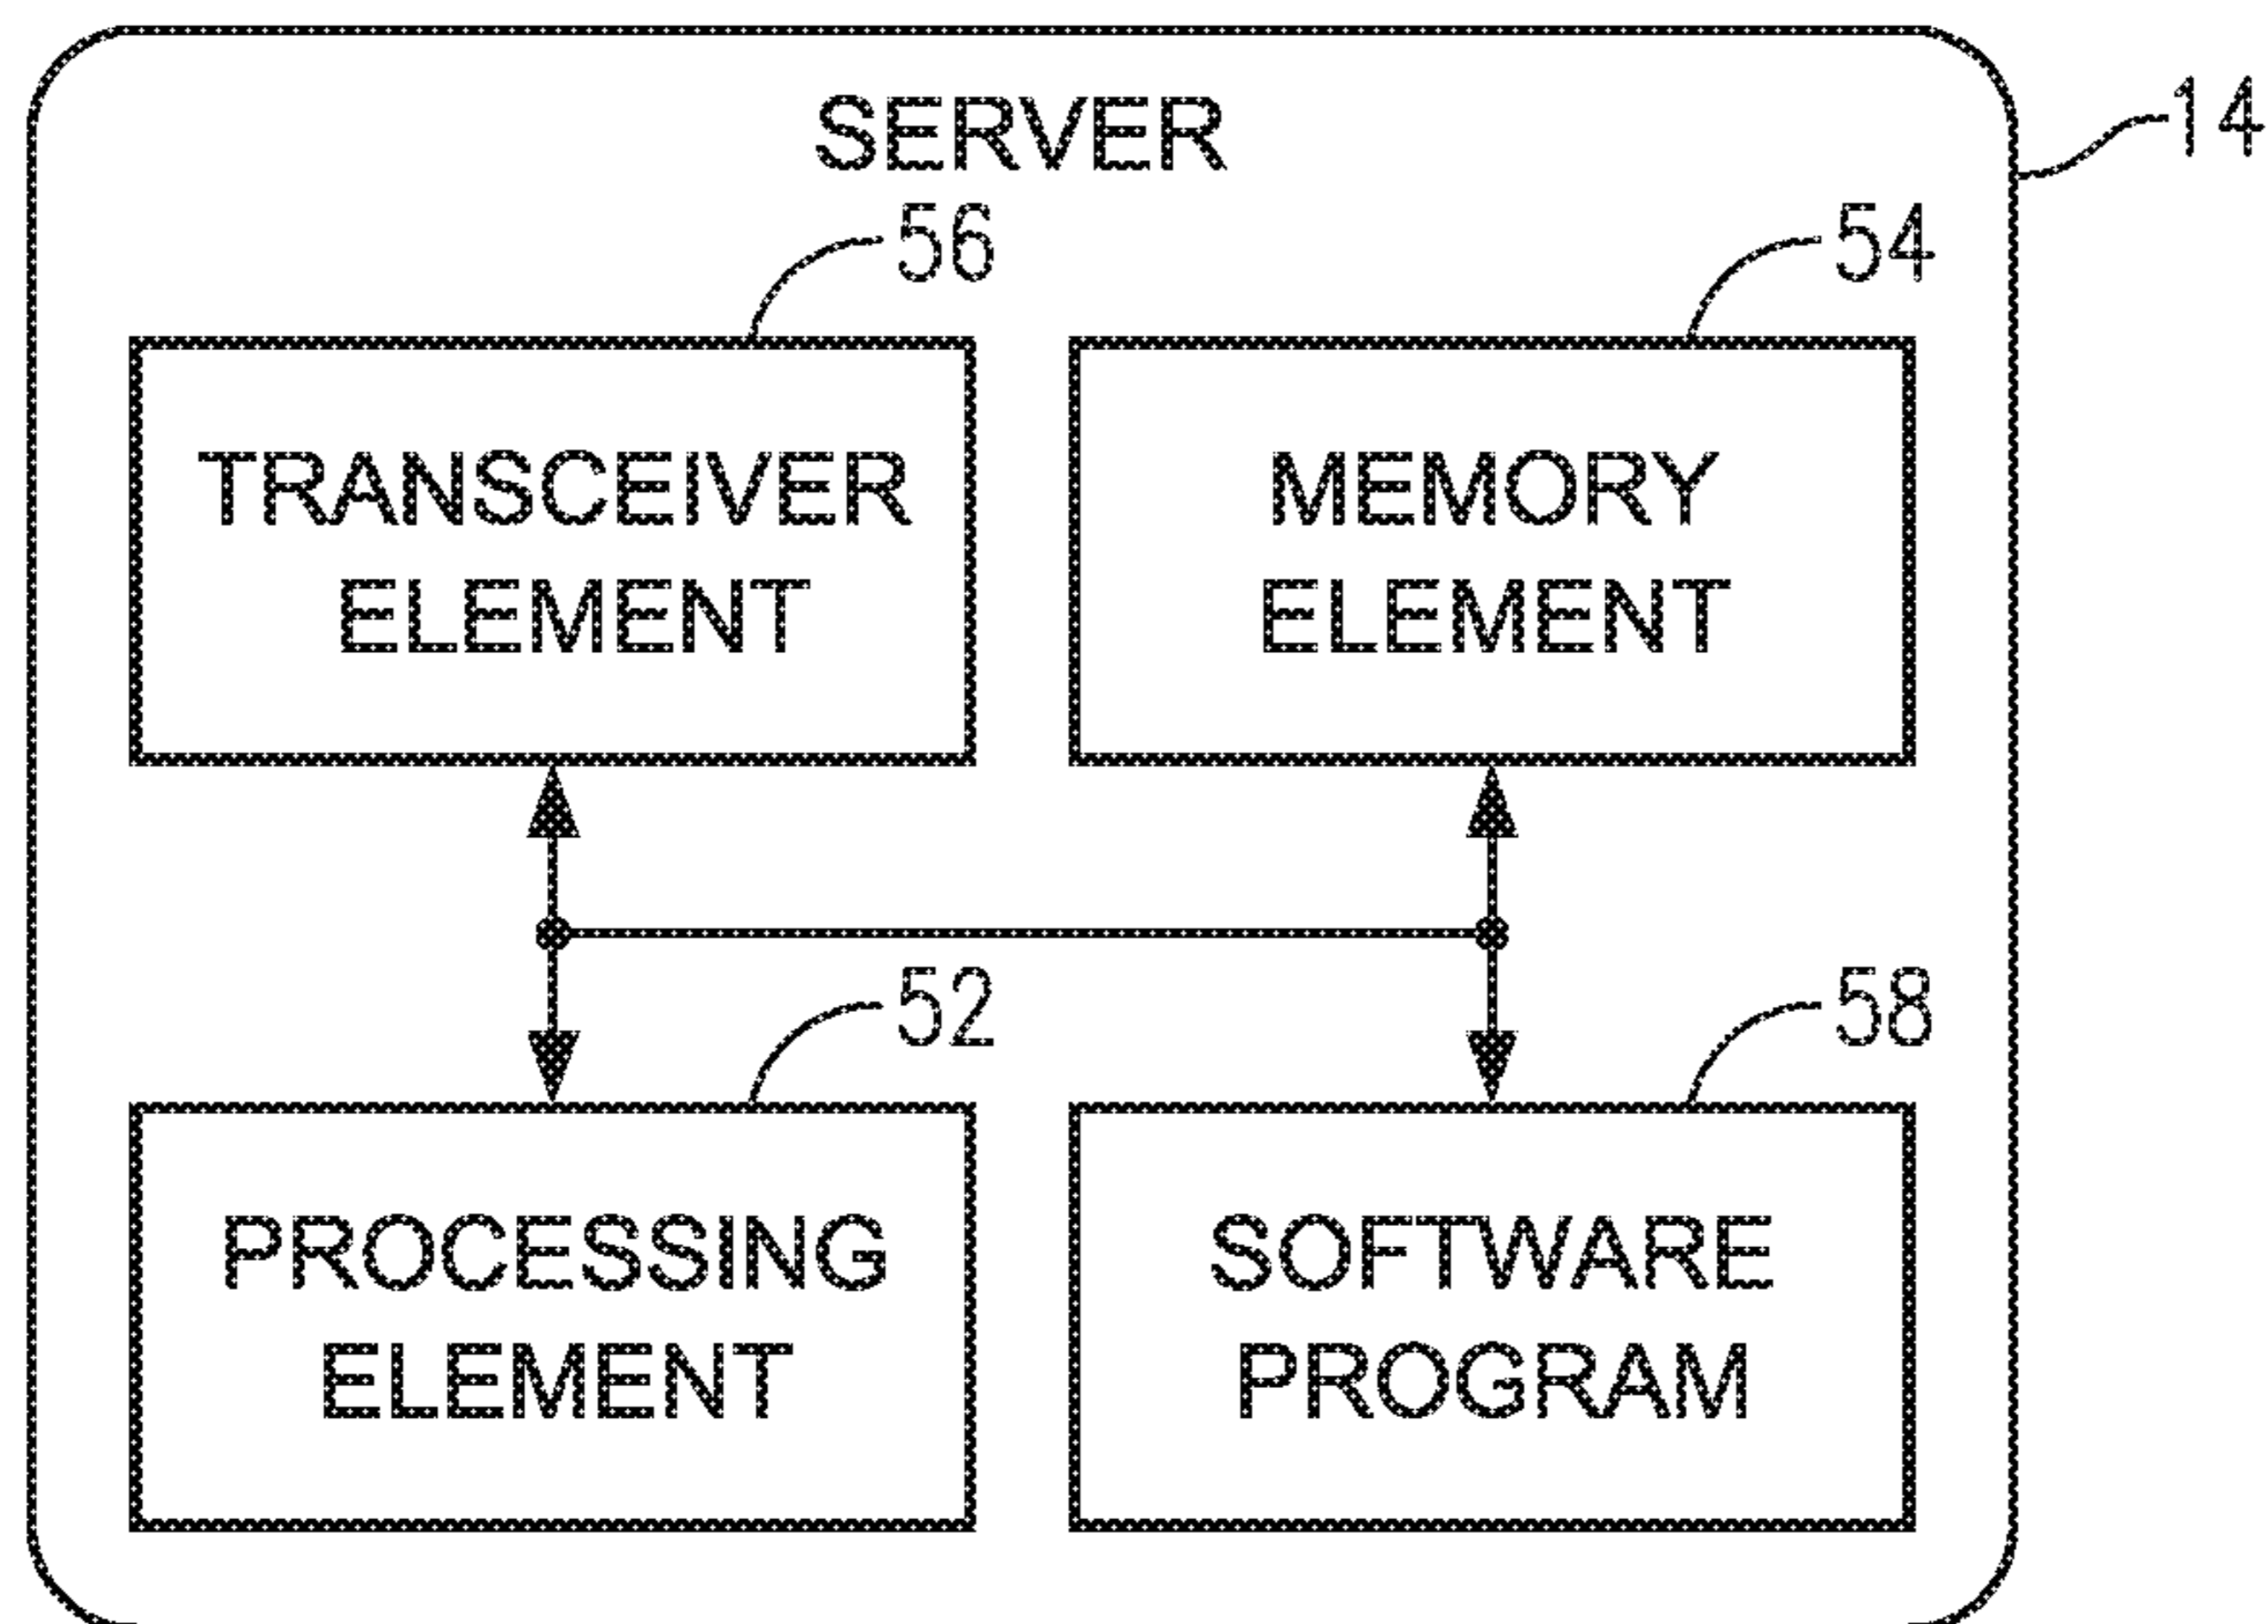 SERVER
14
56
54
TRANSCEIVER
ELEMENT
MEMORY
ELEMENT
52
58
PROCESSING
ELEMENT
SOFTWARE
PROGRAM